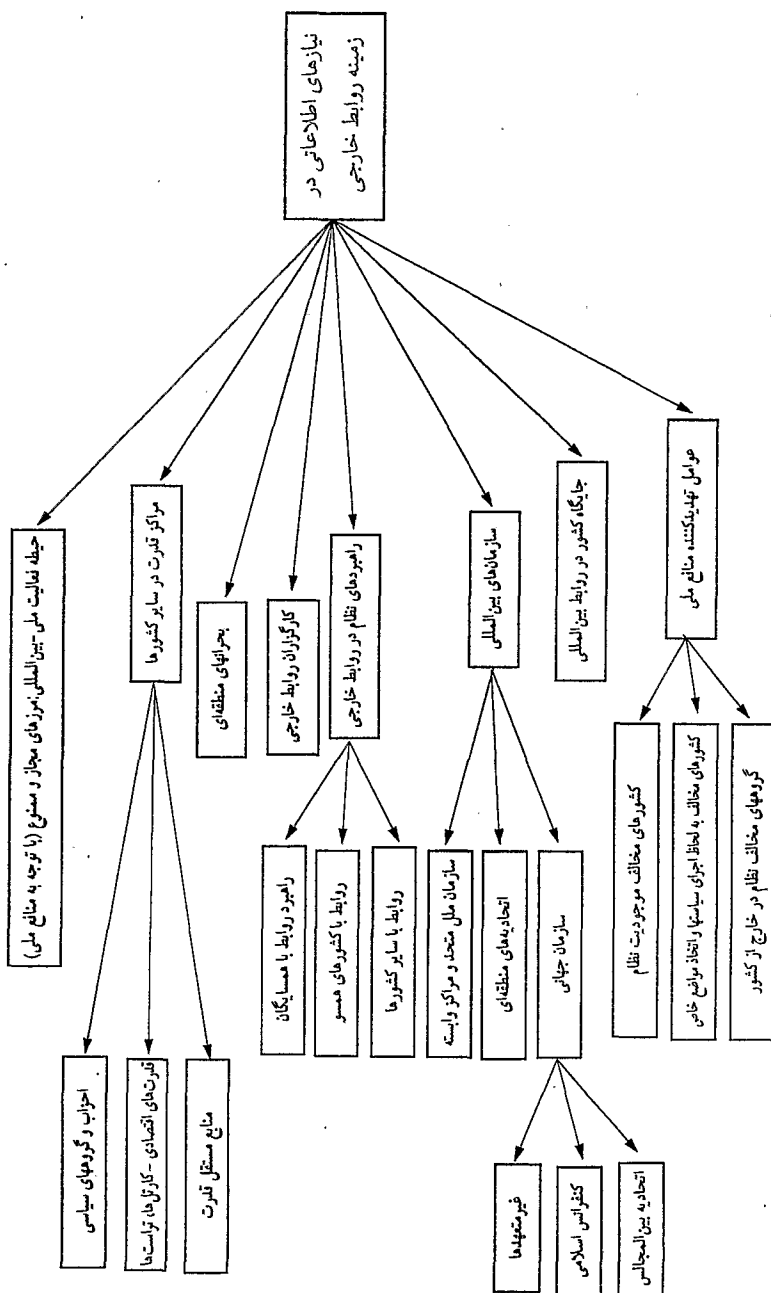 نیازهای اطلاعاتی در
زمینه روابط خارجی
عوامل تهدیدکننده منافع ملی
جایگاه کشور در روابط بین‌المللی
سازمان‌های بین‌المللی
راهبردهای نظام در روابط خارجی
کارگزاران روابط خارجی
بحرانهای منطقه‌ای
مراکز قدرت در سایر کشورها
حیطه فعالیت ملی - بین‌المللی: مرزهای مجاز و ممنوع (با توجه به منافع ملی)
گروههای مخالف نظام در خارج از کشور
کشورهای مخالف به لحاظ اجرای سیاستها و اتخاذ مواضع خاص
کشورهای مخالف موجودیت نظام
سازمان جهانی
اتحادیه‌های منطقه‌ای
سازمان ملل متحد و مراکز وابسته
روابط با سایر کشورها
روابط با کشورهای همسو
راهبرد روابط با همسایگان
اتحادیه بین‌المجالس
کنفرانس اسلامی
غیرمتعهدها
منابع مستقل قدرت
قدرت‌های اقتصادی - کارتل‌ها، تراست‌ها
احزاب و گروههای سیاسی